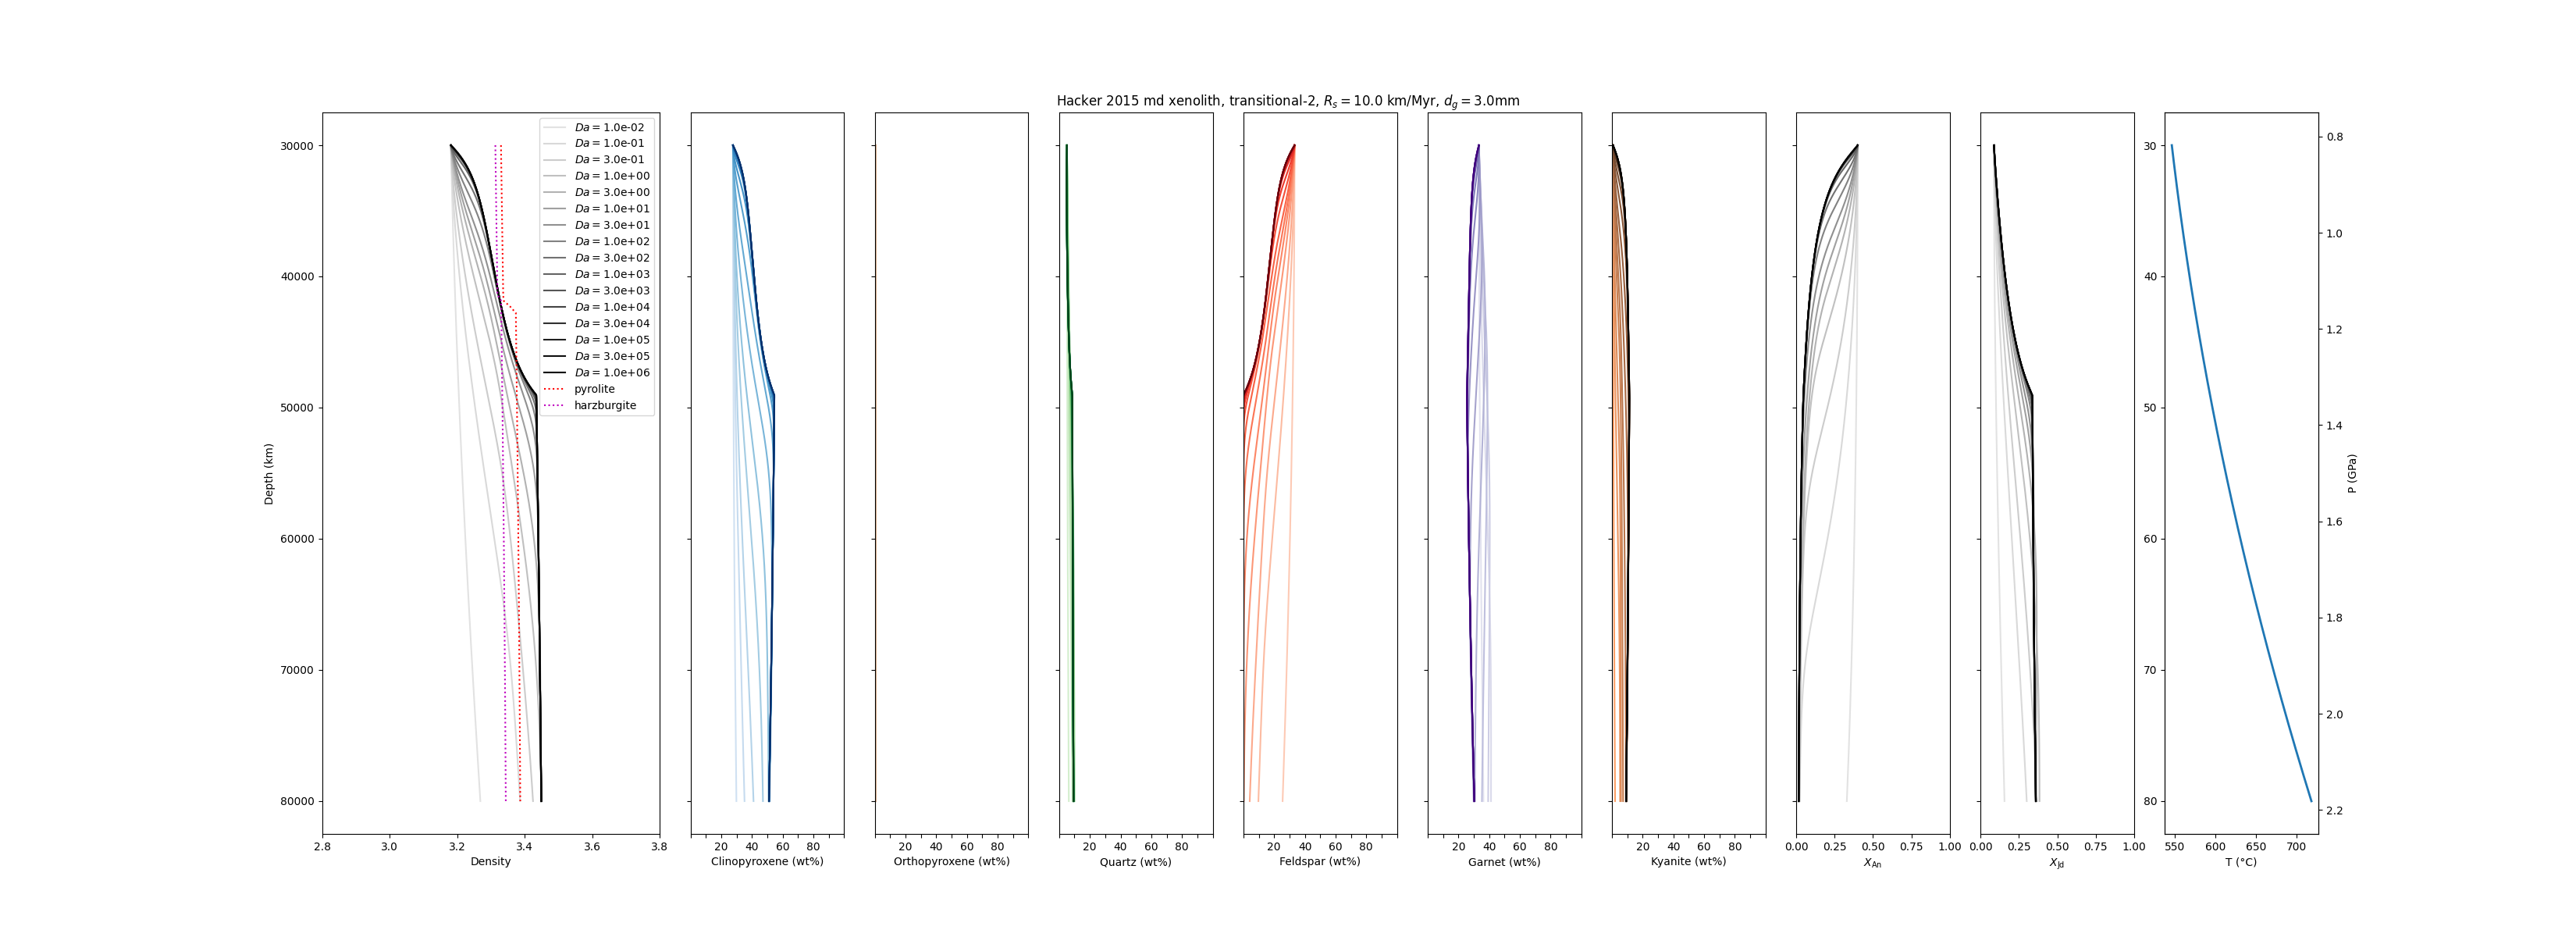 Hacker 2015 md xenolith, transitional-2, Rs = 10.0 km/Myr, dg = 3.0mm
Da = 1.0e-02
Da = 1.0e-01
Da = 3.0e-01
Da = 1.0e+00
Da = 3.0e+00
Da = 1.0e+01
Da = 3.0e+01
Da = 1.0e+02
Da = 3.0e+02
Da = 1.0e+03
Da = 3.0e+03
Da = 1.0e+04
Da = 3.0e+04
Da = 1.0e+05
Da = 3.0e+05
Da = 1.0e+06
pyrolite
harzburgite
30000
40000
50000
60000
70000
80000
Depth (km)
2.8 3.0 3.2 3.4 3.6 3.8
Density
20 40 60 80
Clinopyroxene (wt%)
20 40 60 80
Orthopyroxene (wt%)
20 40 60 80
Quartz (wt%)
20 40 60 80
Feldspar (wt%)
20 40 60 80
Garnet (wt%)
20 40 60 80
Kyanite (wt%)
0.00 0.25 0.50 0.75 1.00
XAn
0.00 0.25 0.50 0.75 1.00
XJd
30
40
50
60
70
80
550 600 650 700
T (°C)
0.8
1.0
1.2
1.4
1.6
1.8
2.0
2.2
P (GPa)